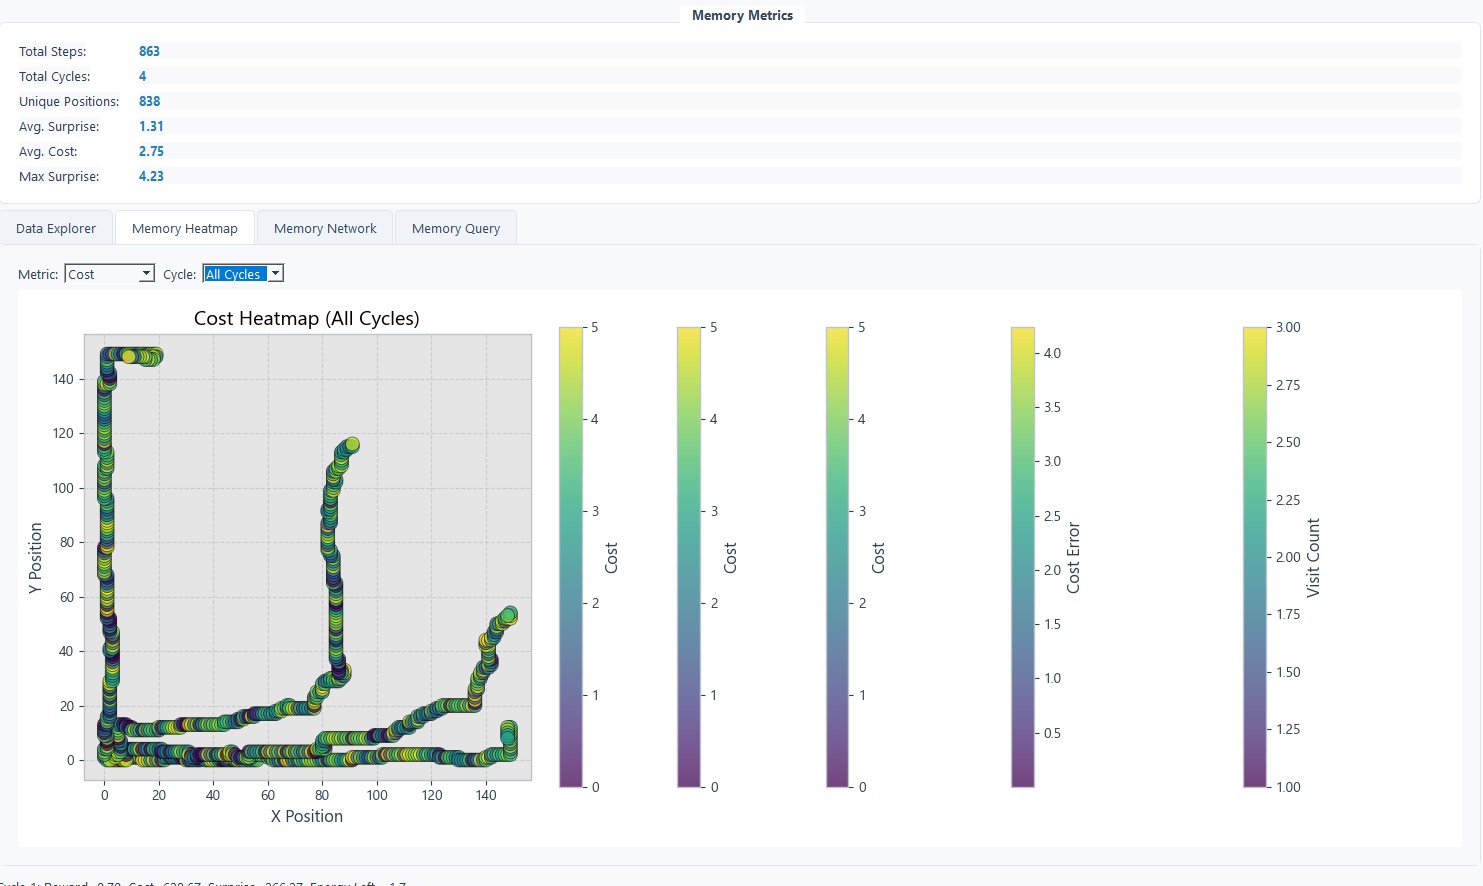 Memory Metrics
Total Steps: 863
Total Cycles: 4
Unique Positions: 838
Avg. Surprise: 1.31
Avg. Cost: 2.75
Max Surprise: 4.23
Data Explorer Memory Heatmap Memory Network Memory Query
Metric: Cost Cycle: All Cycles
Cost Heatmap (All Cycles)
Y Position
140
120
100
80
60
40
20
0
0 20 40 60 80 100 120 140
X Position
5
4
3
2
1
0
Cost
5
4
3
2
1
0
Cost
5
4
3
2
1
0
Cost
4.0
3.5
3.0
2.5
2.0
1.5
1.0
0.5
Cost Error
3.00
2.75
2.50
2.25
2.00
1.75
1.50
1.25
1.00
Visit Count